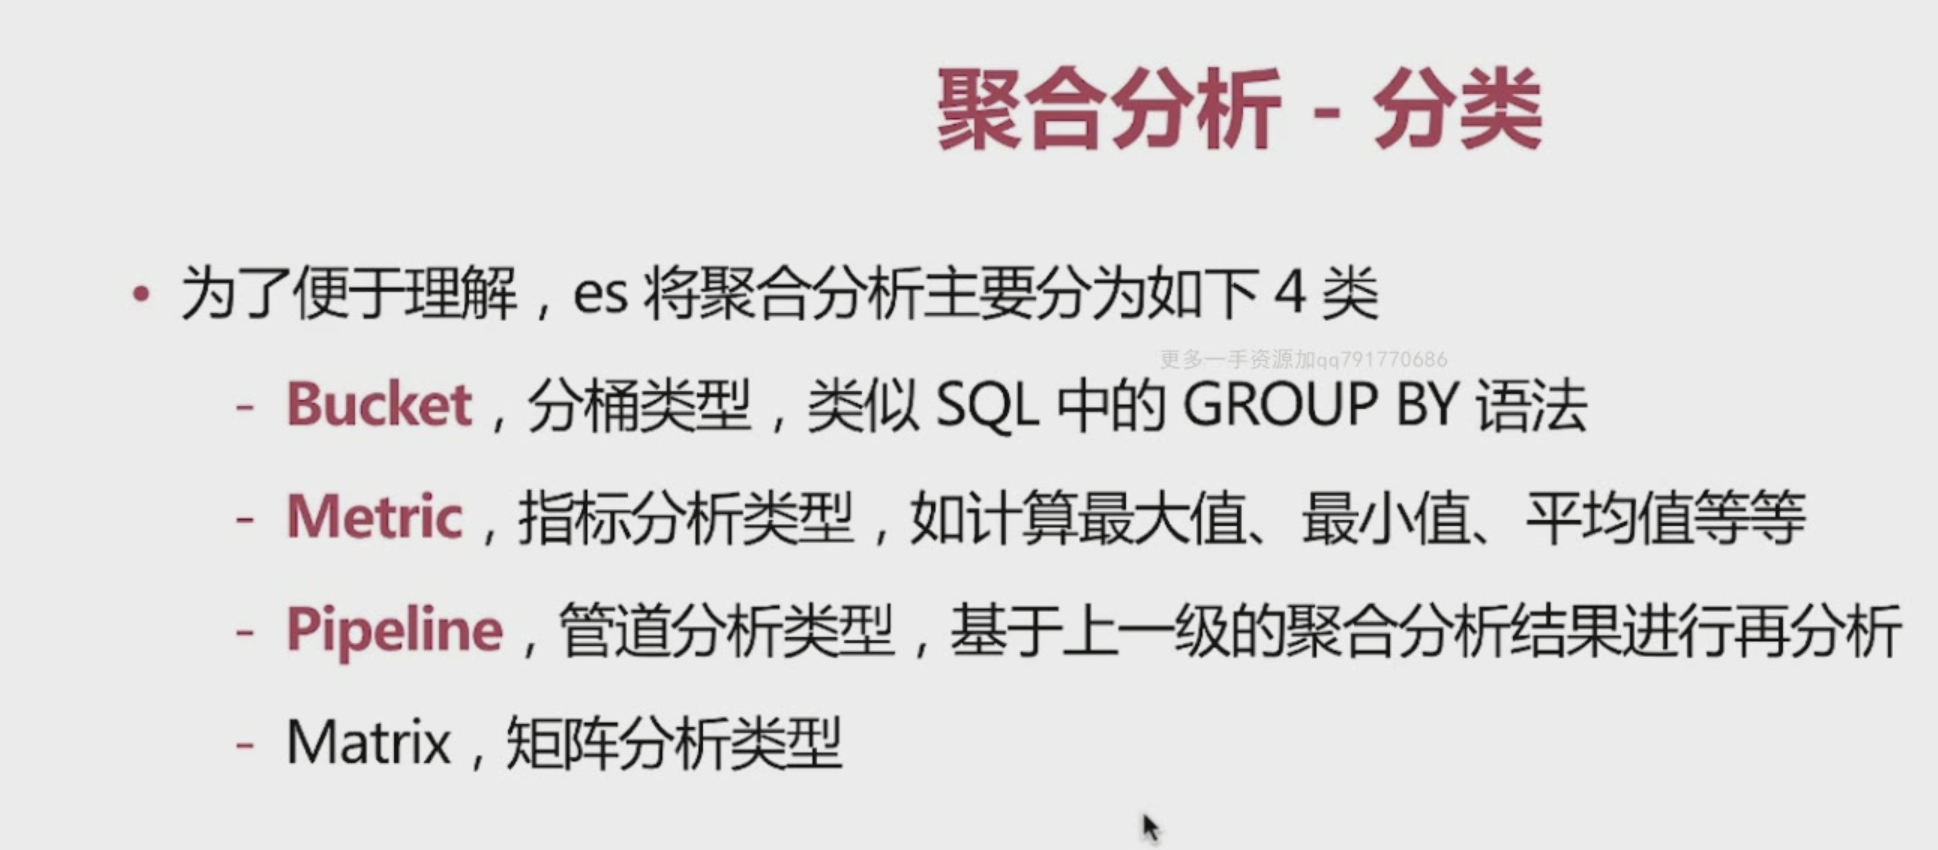 聚合分析 - 分类
• 为了便于理解，es 将聚合分析主要分为如下 4 类
更多一手资源加qq791770686
- Bucket，分桶类型，类似 SQL 中的 GROUP BY 语法
- Metric，指标分析类型，如计算最大值、最小值、平均值等等
- Pipeline，管道分析类型，基于上一级的聚合分析结果进行再分析
- Matrix，矩阵分析类型